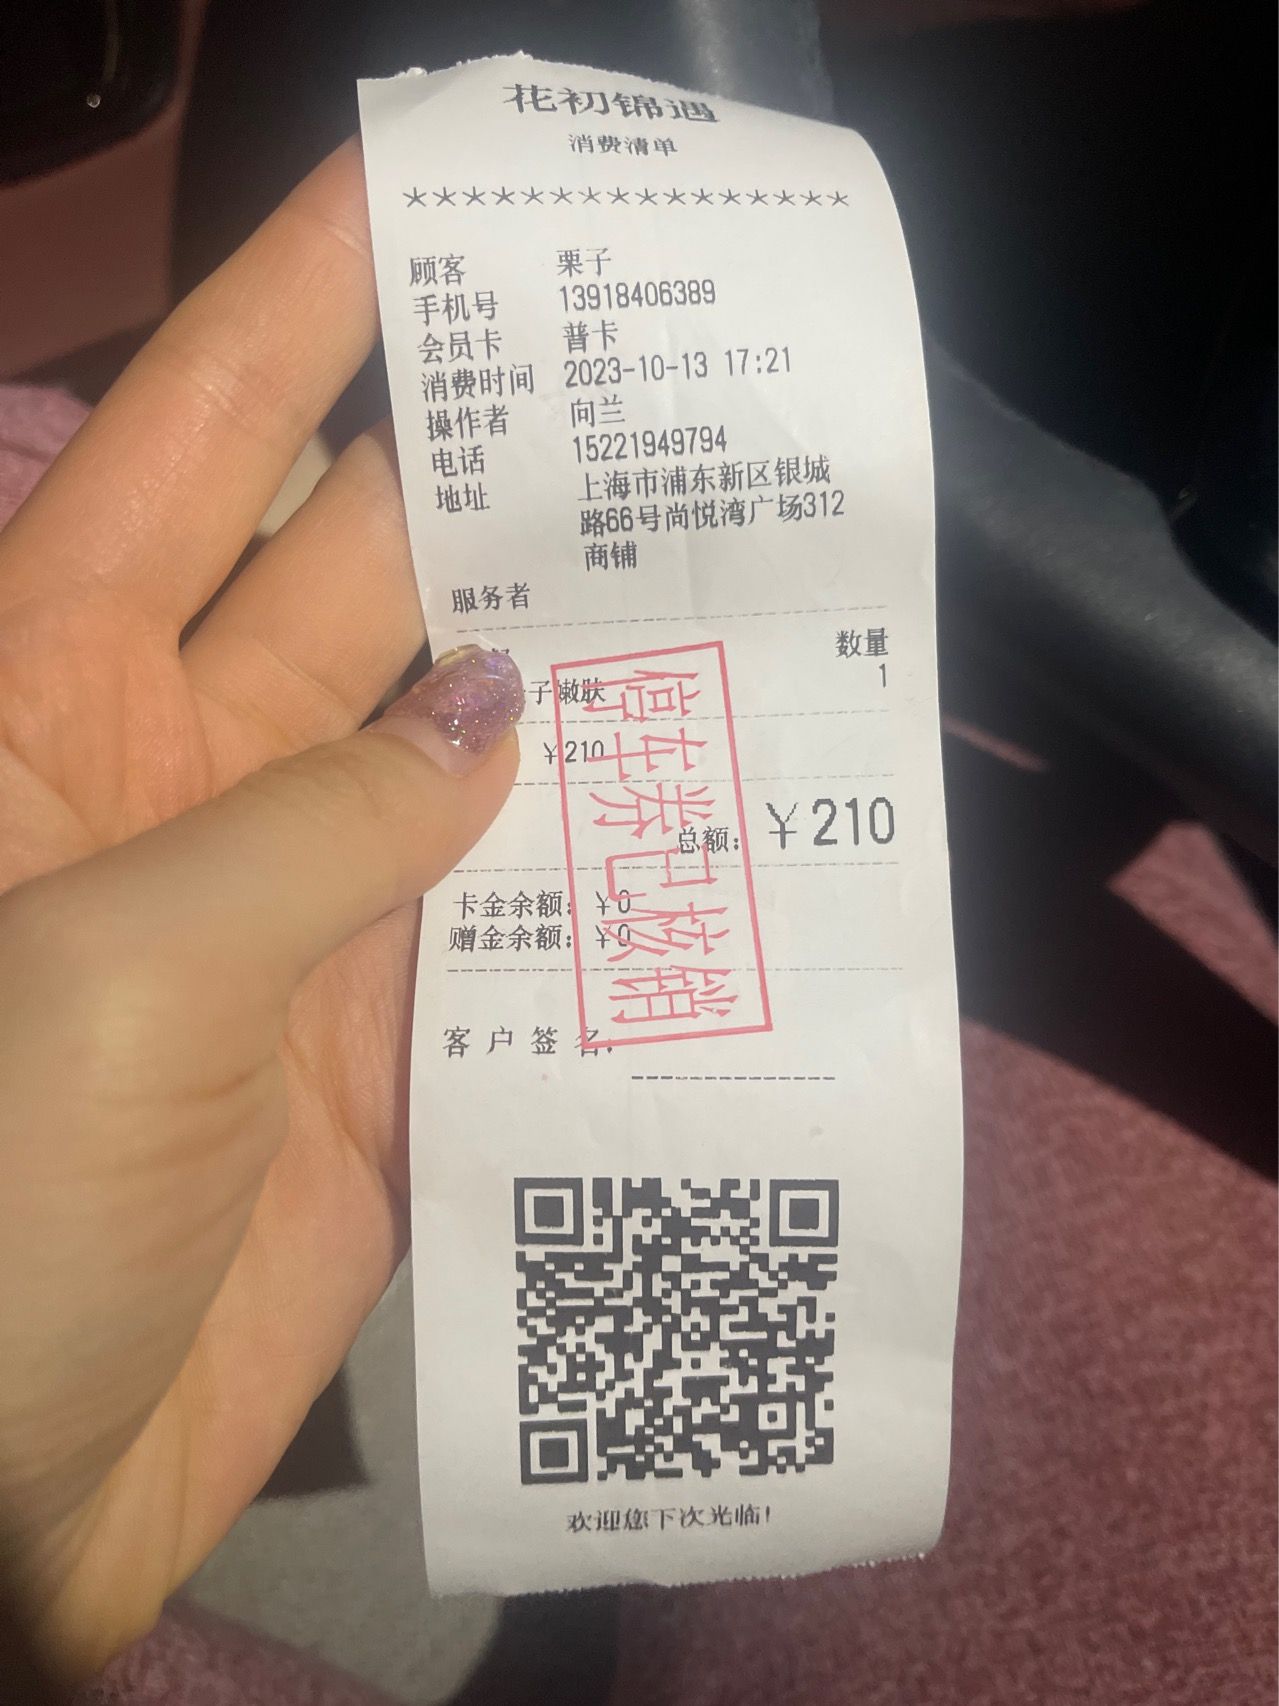 花初锦遇
消费清单
****************
顾客 栗子
手机号 13918406389
会员卡 普卡
消费时间 2023-10-13 17:21
操作者 向兰
电话 15221949794
地址 上海市浦东新区银城
路66号尚悦湾广场312
商铺
服务者
数量
子嫩肤 1
￥210
总额: ￥210
卡金余额: ￥0
赠金余额: ￥0
客户签名:
停车券已核销
欢迎您下次光临!